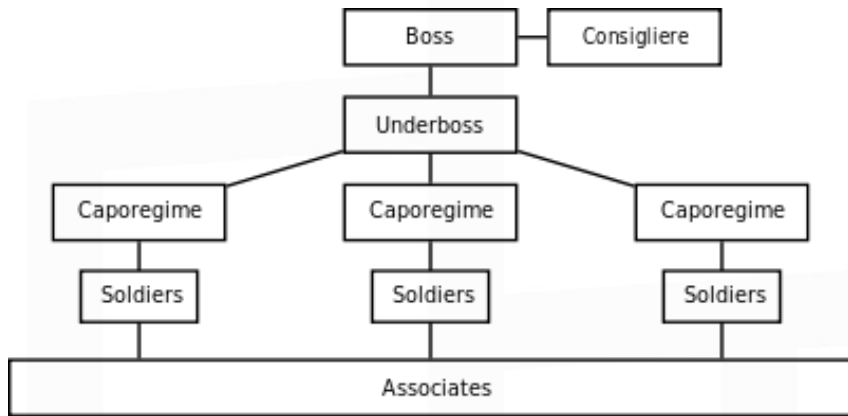 Boss
Consigliere
Underboss
Caporegime
Caporegime
Caporegime
Soldiers
Soldiers
Soldiers
Associates